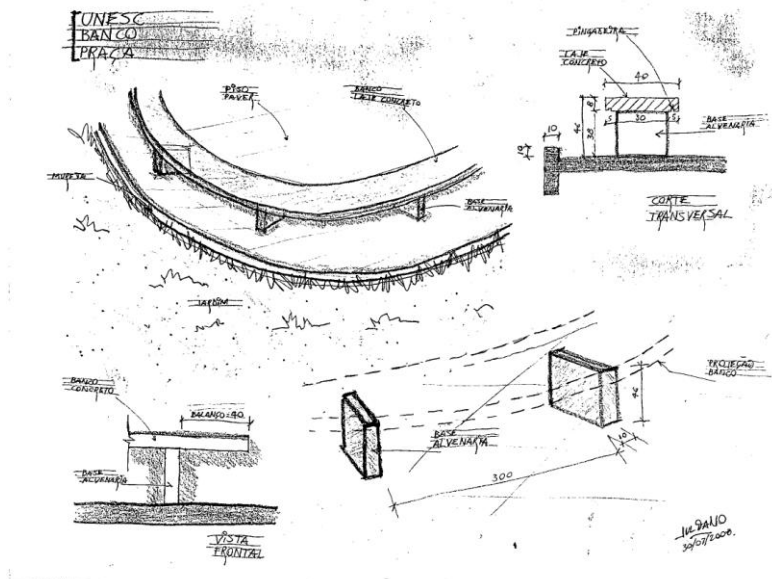 UNESC
BANCO
PRAÇA
PISO
PAVER
BANCO
LAJE CONCRETO
MURETA
BASE
ALVENARIA
JARDIM
PINGADEIRA
LAJE
CONCRETO
40
8
5
30
5
46
38
10
10
BASE
ALVENARIA
CORTE
TRANSVERSAL
BANCO
CONCRETO
BALANÇO=40
BASE
ALVENARIA
VISTA
FRONTAL
BASE
ALVENARIA
PROJEÇÃO
BANCO
46
10
300
30/07/2008.